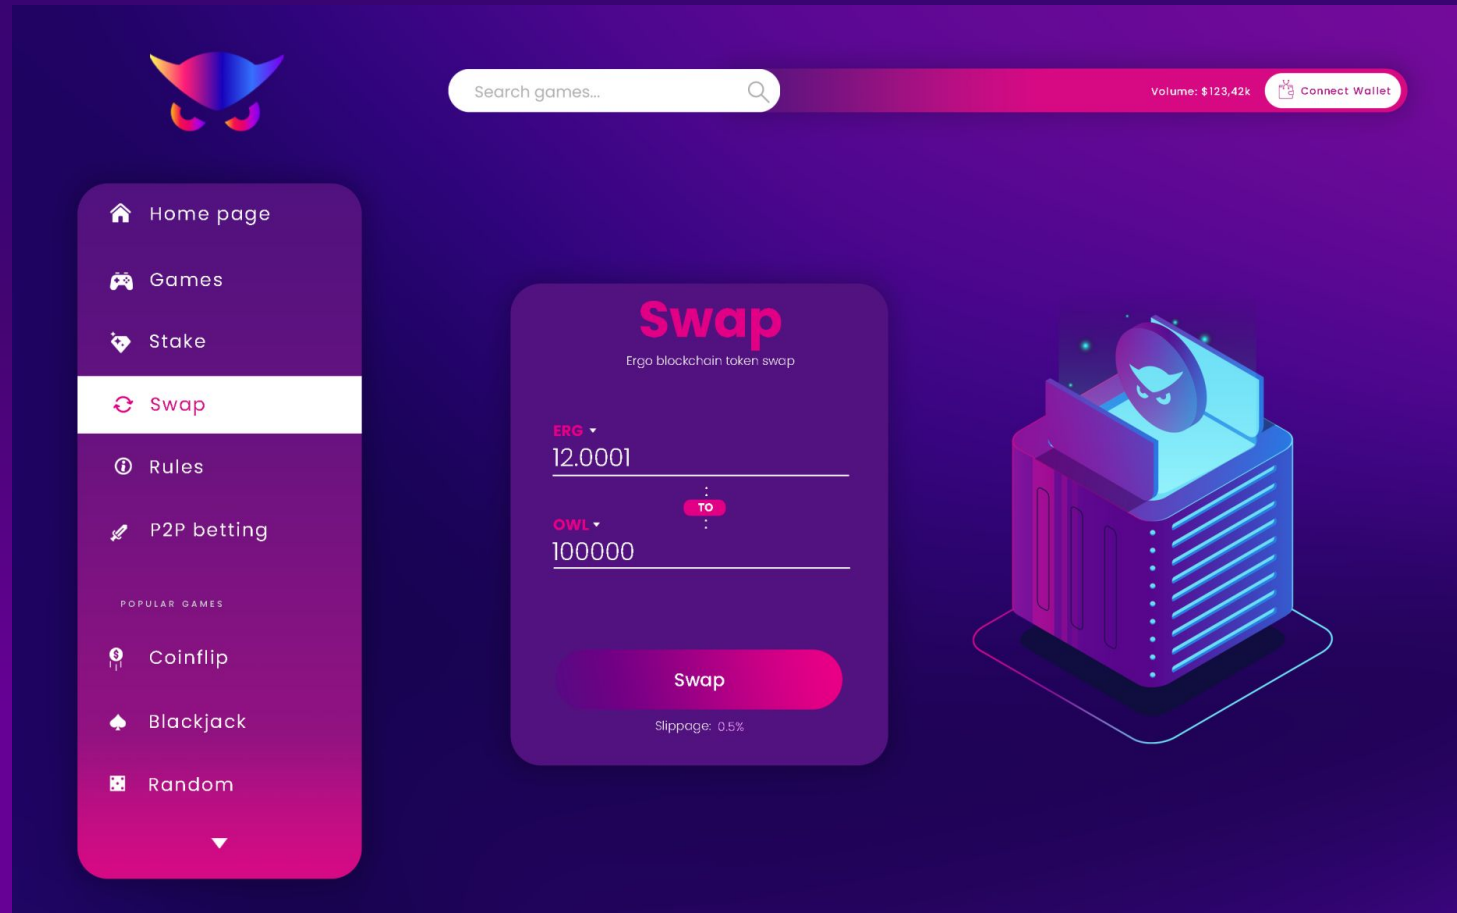 Search games...
Volume: $123,42k
Connect Wallet
Home page
Games
Stake
Swap
Rules
P2P betting
POPULAR GAMES
Coinflip
Blackjack
Random
Swap
Ergo blockchain token swap
ERG
12.0001
TO
OWL
100000
Swap
Slippage: 0.5%